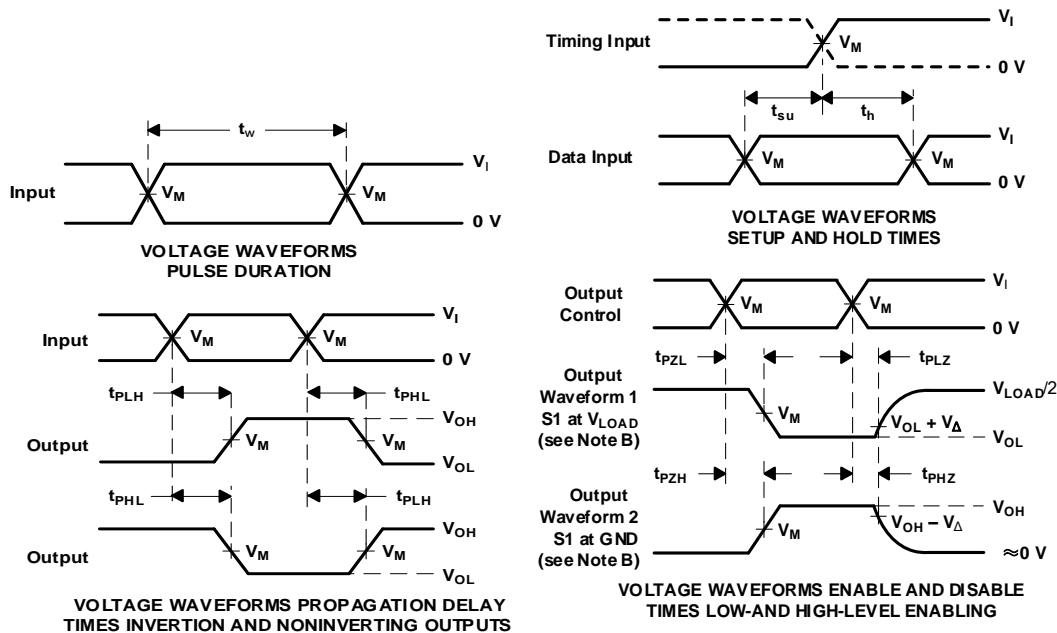 t_w
Input
V_I
V_M
V_M
0 V
VOLTAGE WAVEFORMS
PULSE DURATION
Timing Input
V_I
V_M
0 V
t_su
t_h
Data Input
V_I
V_M
V_M
0 V
VOLTAGE WAVEFORMS
SETUP AND HOLD TIMES
Input
V_I
V_M
V_M
0 V
t_PLH
t_PHL
Output
V_OH
V_M
V_M
V_OL
t_PHL
t_PLH
Output
V_OH
V_M
V_M
V_OL
VOLTAGE WAVEFORMS PROPAGATION DELAY
TIMES INVERTION AND NONINVERTING OUTPUTS
Output
Control
V_I
V_M
V_M
0 V
t_PZL
t_PLZ
Output
Waveform 1
S1 at V_LOAD
(see Note B)
V_LOAD/2
V_M
V_OL + V_Δ
V_OL
t_PZH
t_PHZ
Output
Waveform 2
S1 at GND
(see Note B)
V_OH
V_M
V_OH – V_Δ
≈0 V
VOLTAGE WAVEFORMS ENABLE AND DISABLE
TIMES LOW-AND HIGH-LEVEL ENABLING